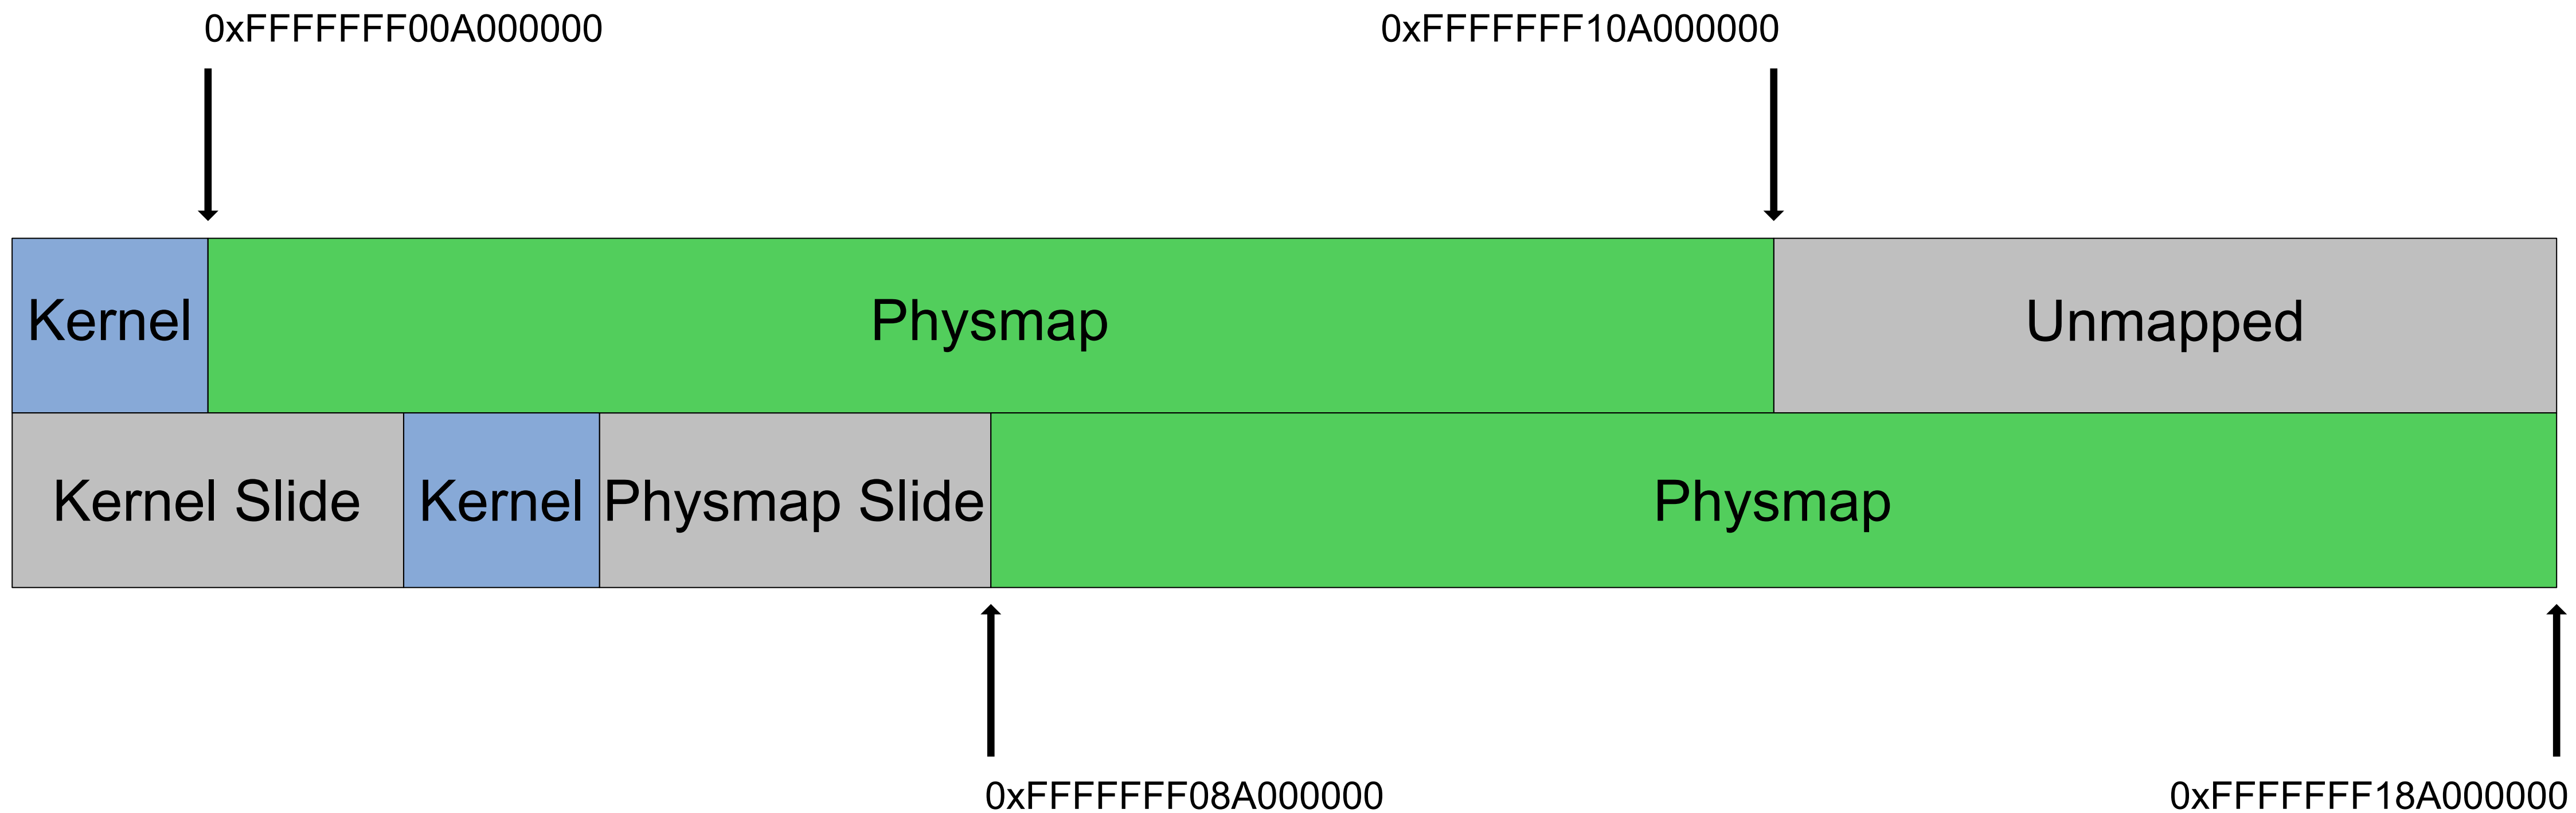 0xFFFFFFF00A000000
0xFFFFFFF10A000000
Kernel
Physmap
Unmapped
Kernel Slide
Kernel
Physmap Slide
Physmap
0xFFFFFFF08A000000
0xFFFFFFF18A000000